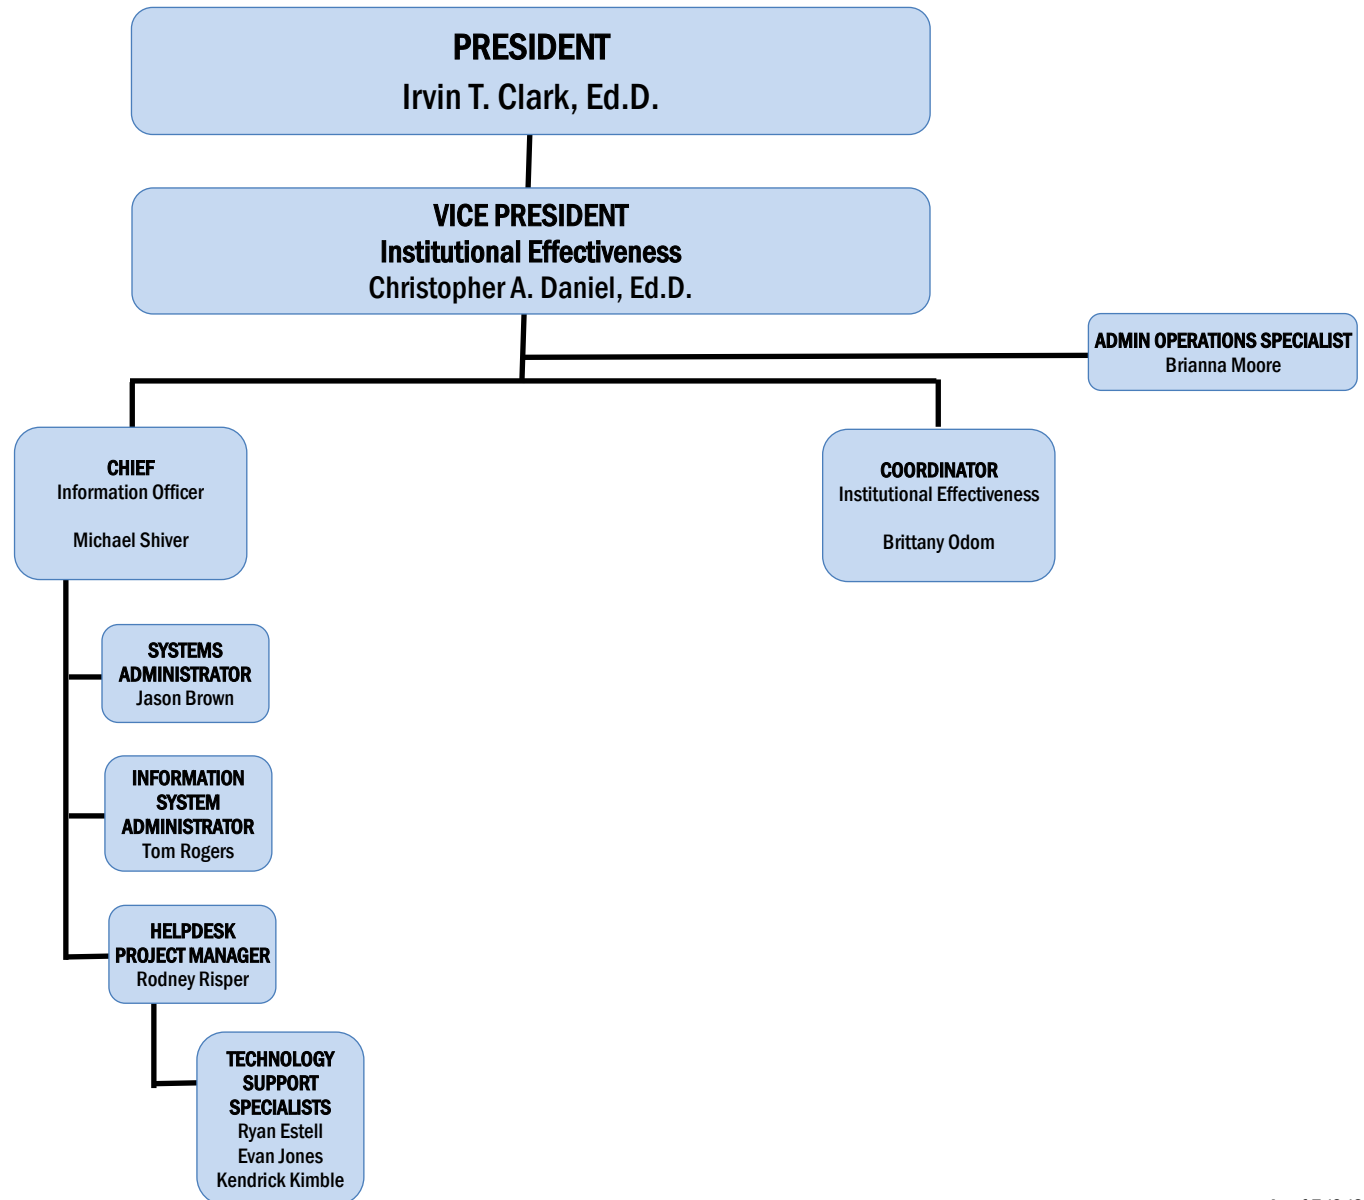 PRESIDENT
Irvin T. Clark, Ed.D.
VICE PRESIDENT
Institutional Effectiveness
Christopher A. Daniel, Ed.D.
ADMIN OPERATIONS SPECIALIST
Brianna Moore
CHIEF
Information Officer
Michael Shiver
COORDINATOR
Institutional Effectiveness
Brittany Odom
SYSTEMS
ADMINISTRATOR
Jason Brown
INFORMATION
SYSTEM
ADMINISTRATOR
Tom Rogers
HELPDESK
PROJECT MANAGER
Rodney Risper
TECHNOLOGY
SUPPORT
SPECIALISTS
Ryan Estell
Evan Jones
Kendrick Kimble